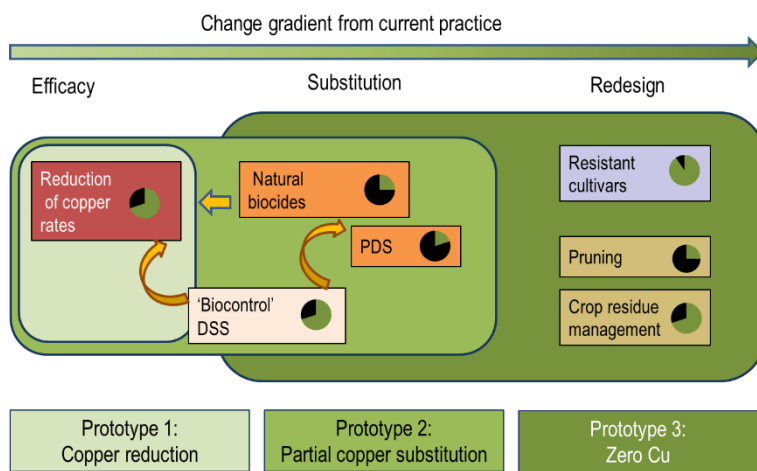 Change gradient from current practice
Efficacy
Substitution
Redesign
Reduction
of copper
rates
Natural
biocides
PDS
‘Biocontrol’
DSS
Resistant
cultivars
Pruning
Crop residue
management
Prototype 1:
Copper reduction
Prototype 2:
Partial copper substitution
Prototype 3:
Zero Cu